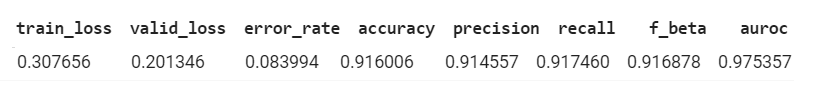 train_loss valid_loss error_rate accuracy precision recall f_beta auroc
0.307656 0.201346 0.083994 0.916006 0.914557 0.917460 0.916878 0.975357